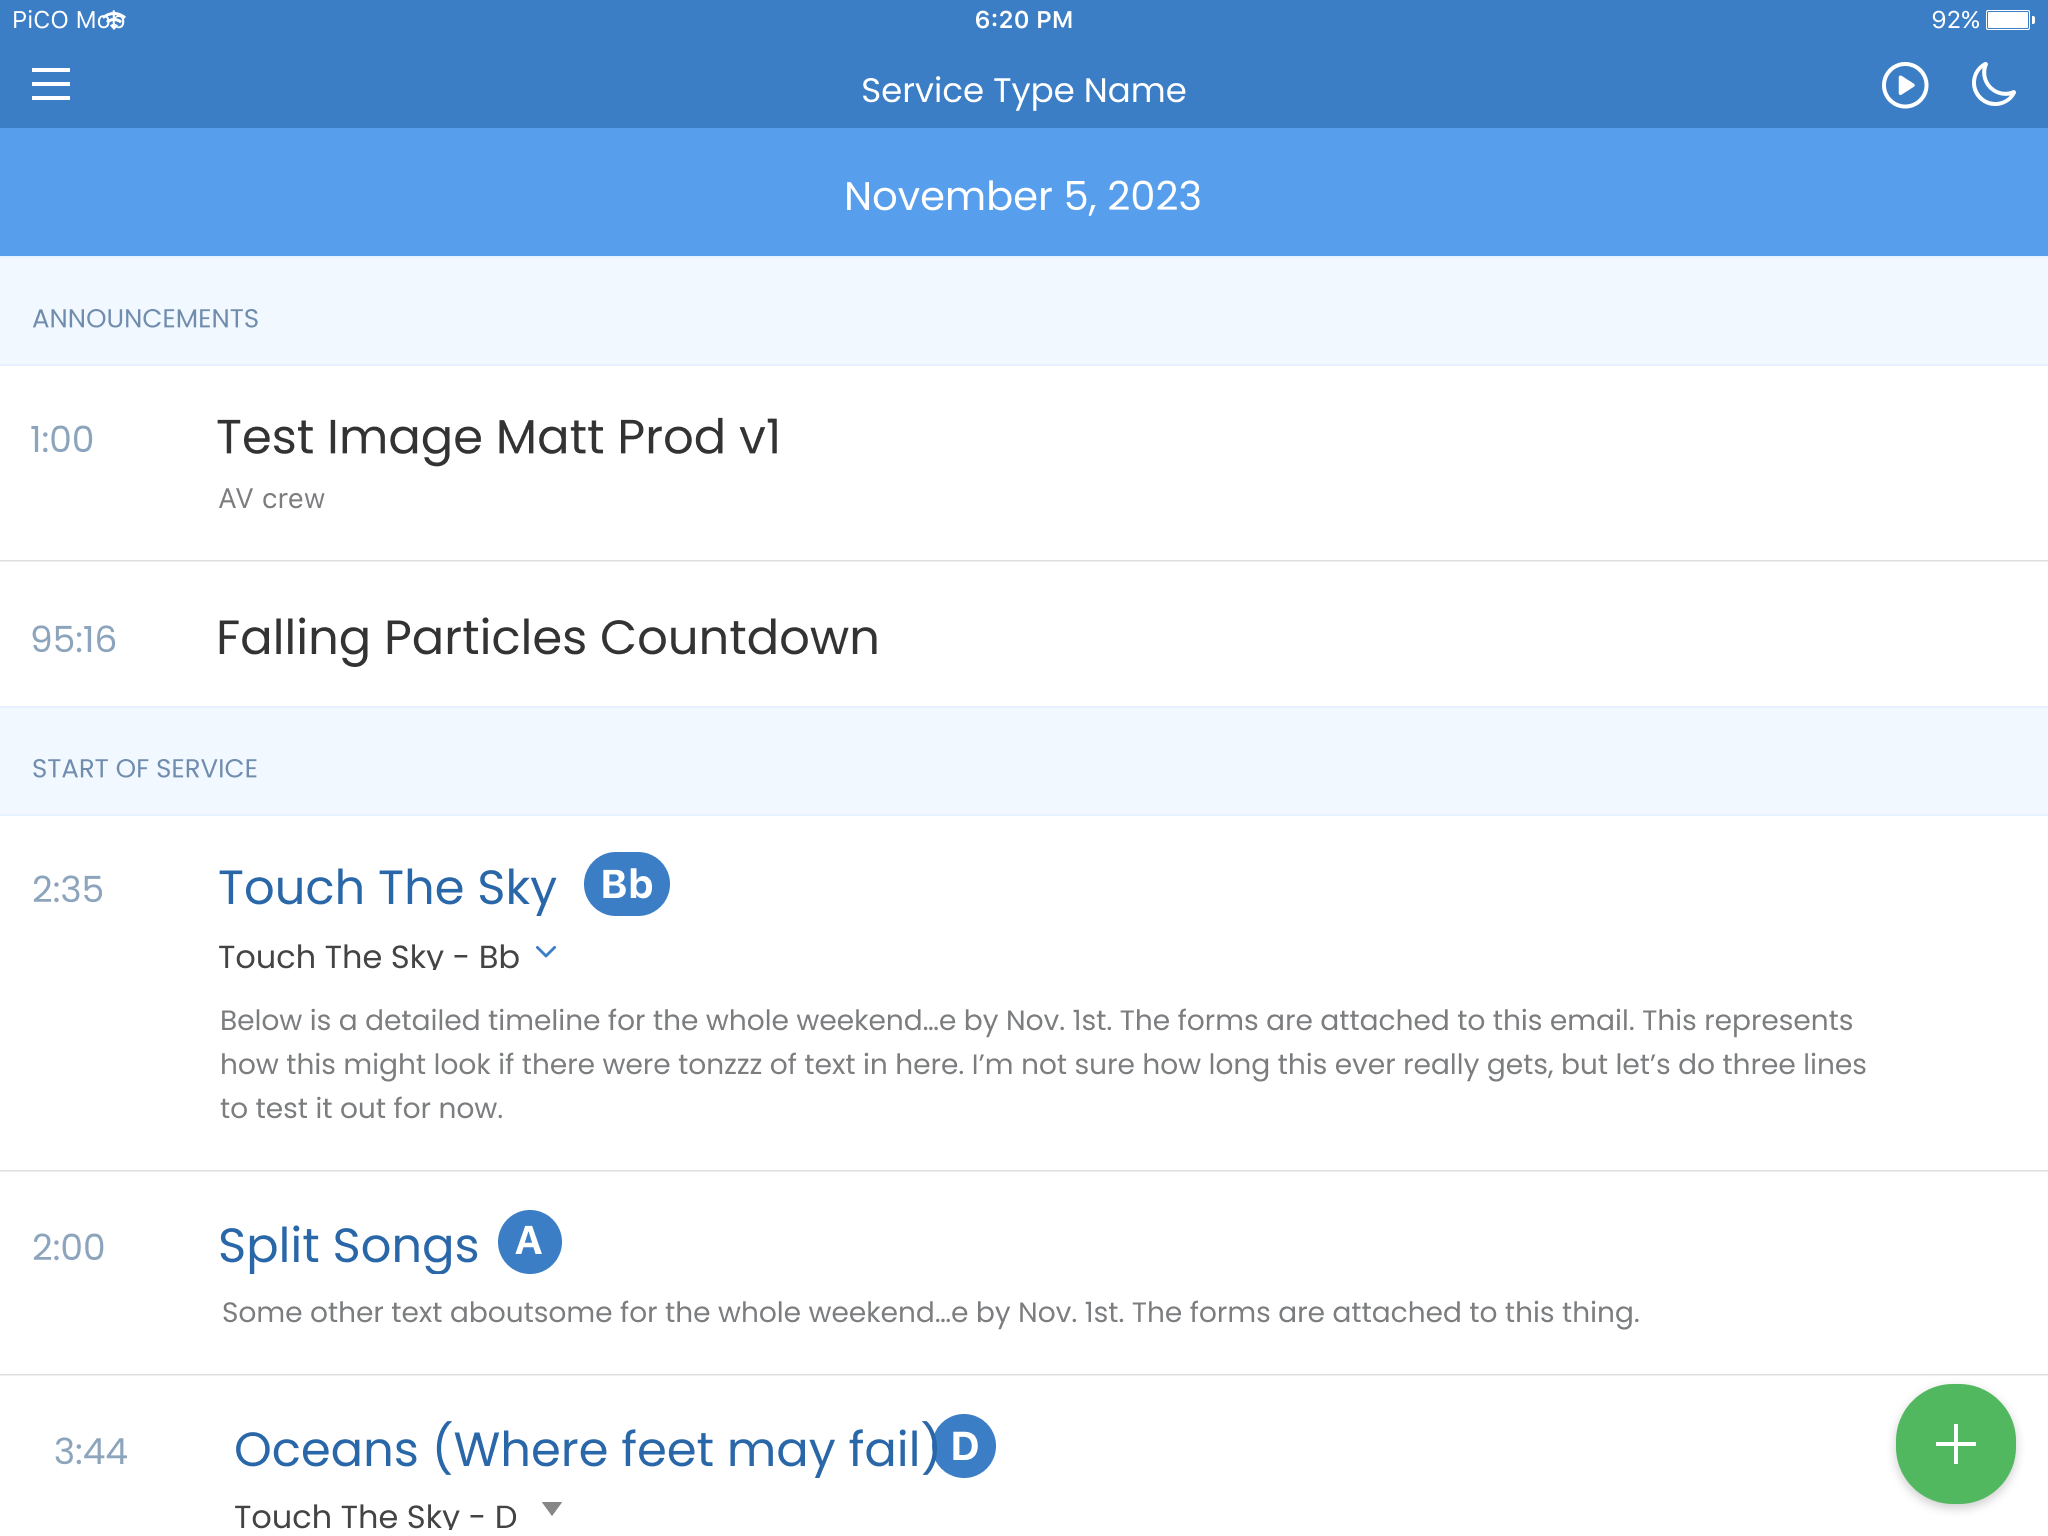 PiCO Mob
6:20 PM
92%
Service Type Name
November 5, 2023
ANNOUNCEMENTS
1:00
Test Image Matt Prod v1
AV crew
95:16
Falling Particles Countdown
START OF SERVICE
2:35
Touch The Sky Bb
Touch The Sky - Bb
Below is a detailed timeline for the whole weekend...e by Nov. 1st. The forms are attached to this email. This represents
how this might look if there were tonzzz of text in here. I’m not sure how long this ever really gets, but let’s do three lines
to test it out for now.
2:00
Split Songs A
Some other text aboutsome for the whole weekend...e by Nov. 1st. The forms are attached to this thing.
3:44
Oceans (Where feet may fail) D
Touch The Sky - D